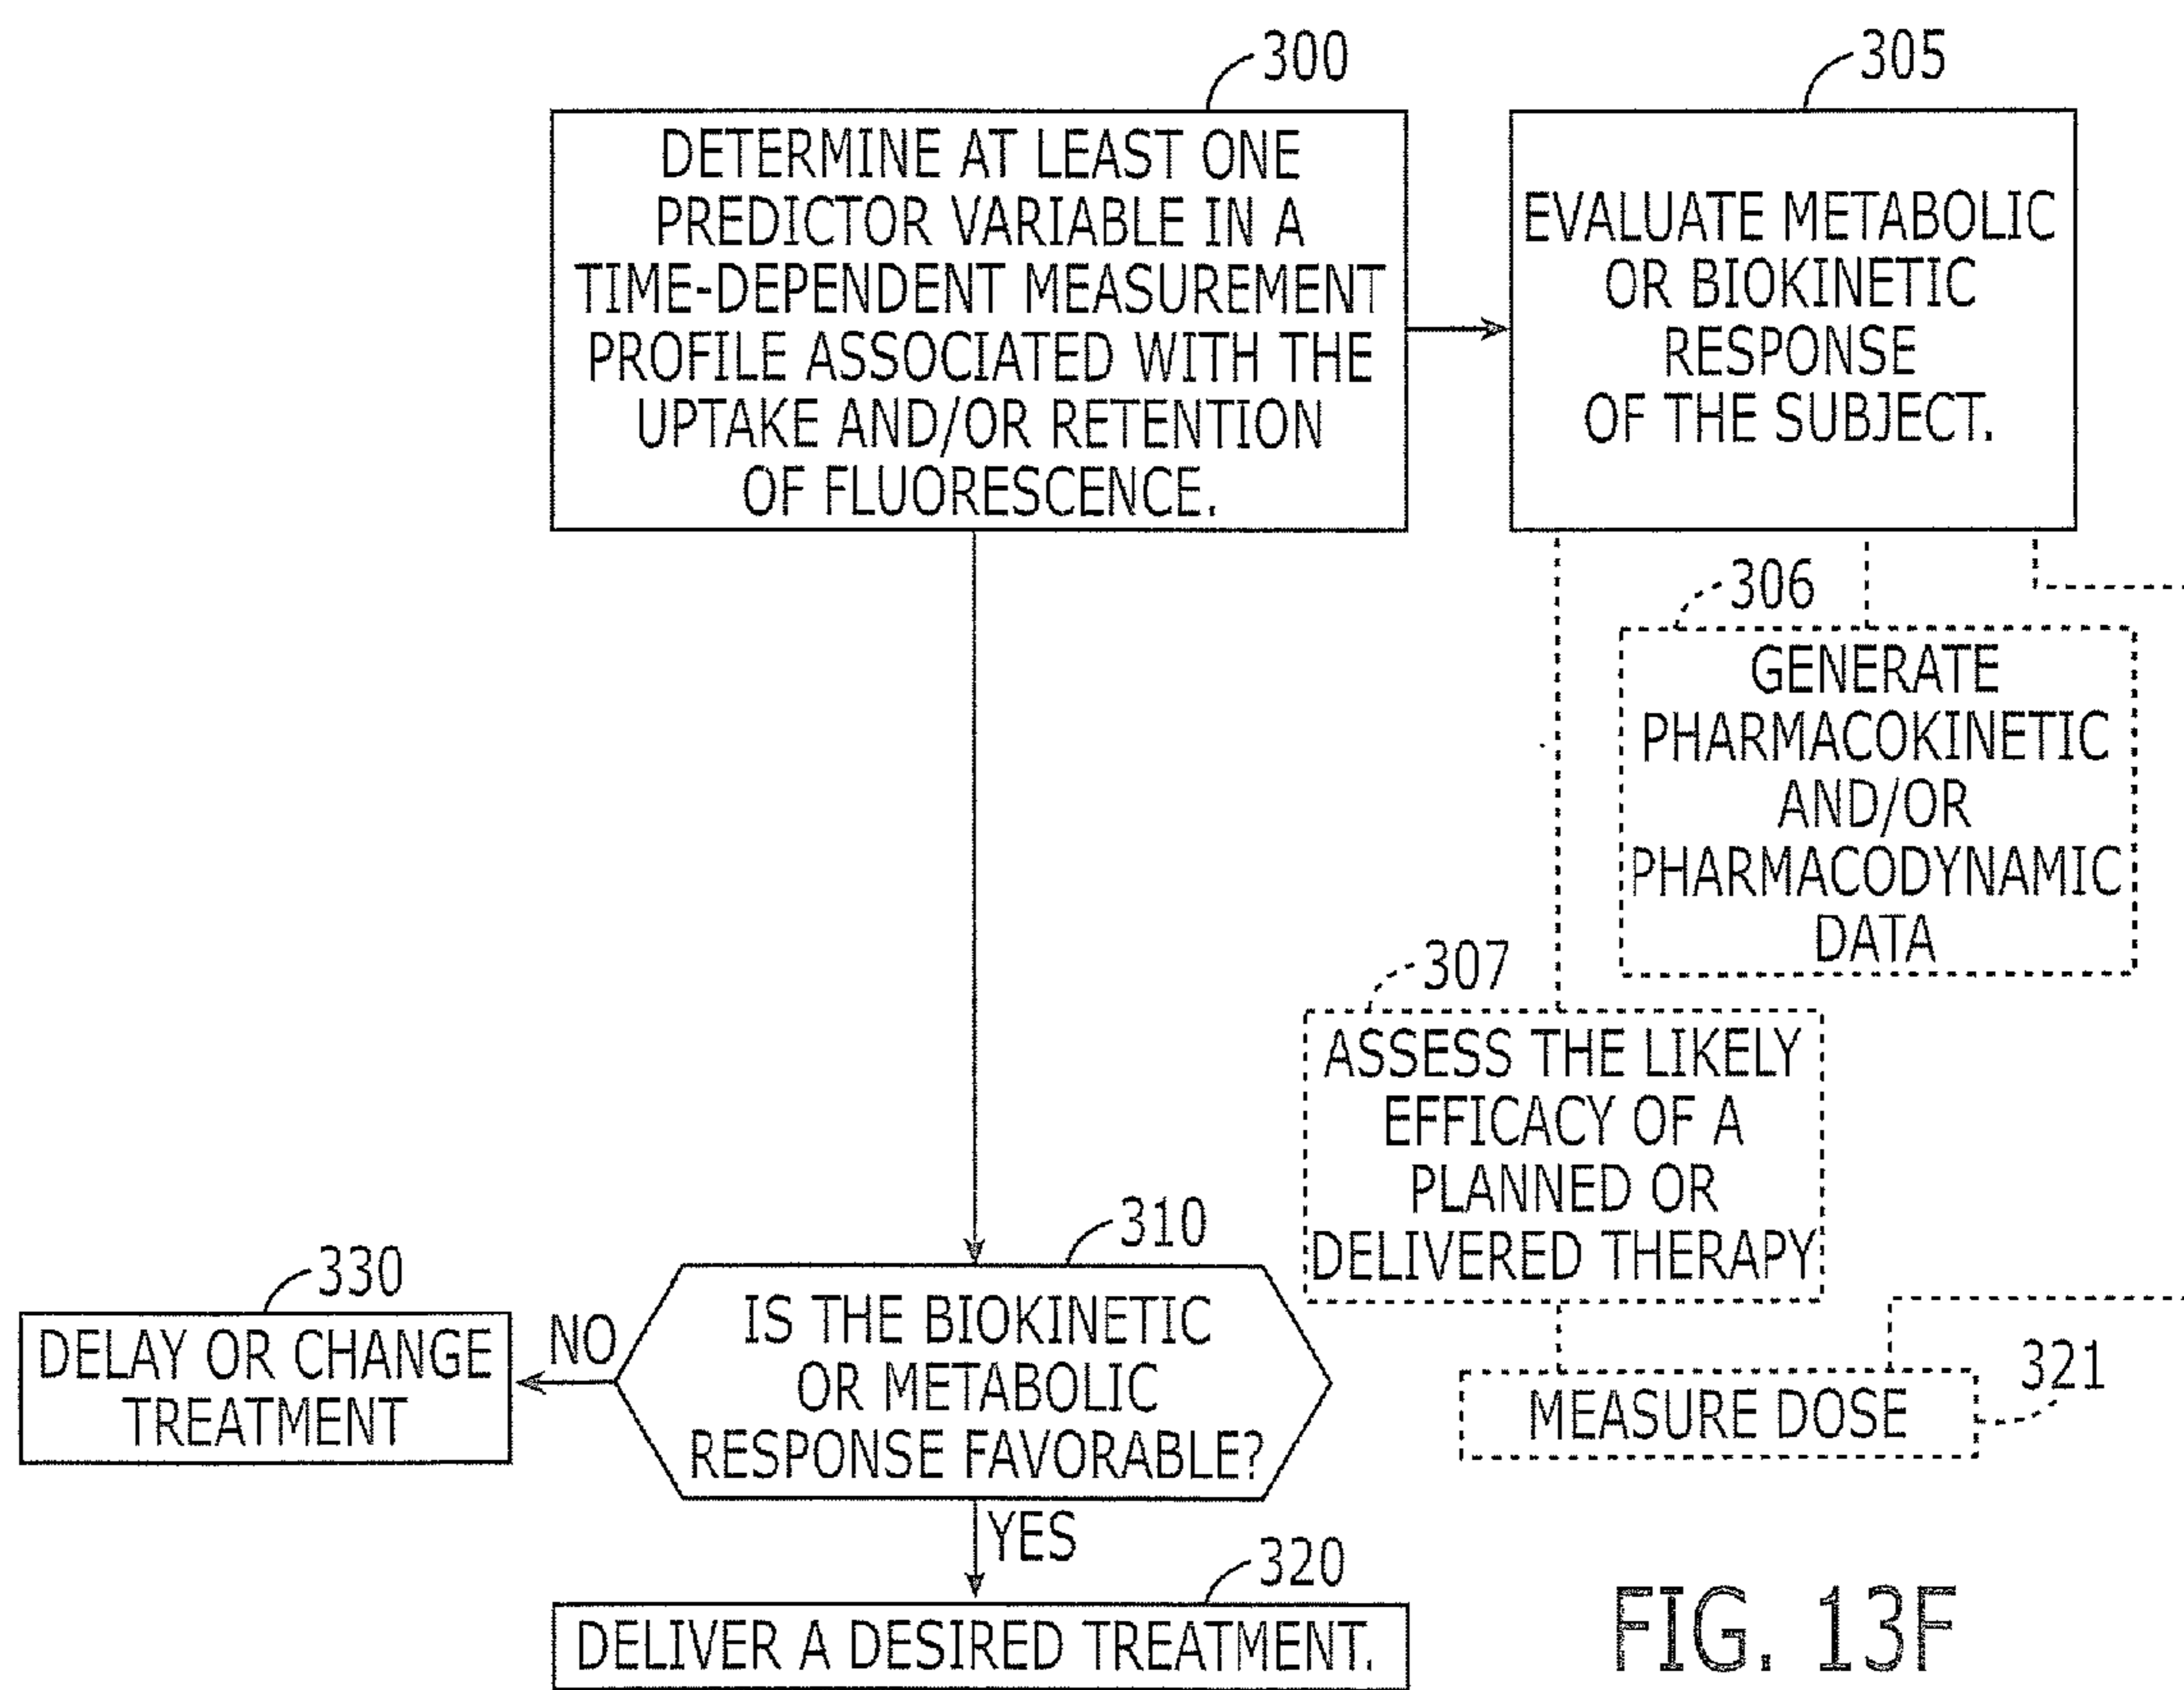 300
DETERMINE AT LEAST ONE
PREDICTOR VARIABLE IN A
TIME-DEPENDENT MEASUREMENT
PROFILE ASSOCIATED WITH THE
UPTAKE AND/OR RETENTION
OF FLUORESCENCE.
305
EVALUATE METABOLIC
OR BIOKINETIC
RESPONSE
OF THE SUBJECT.
306
GENERATE
PHARMACOKINETIC
AND/OR
PHARMACODYNAMIC
DATA
307
ASSESS THE LIKELY
EFFICACY OF A
PLANNED OR
DELIVERED THERAPY
310
IS THE BIOKINETIC
OR METABOLIC
RESPONSE FAVORABLE?
NO
330
DELAY OR CHANGE
TREATMENT
321
MEASURE DOSE
YES
320
DELIVER A DESIRED TREATMENT.
FIG. 13F